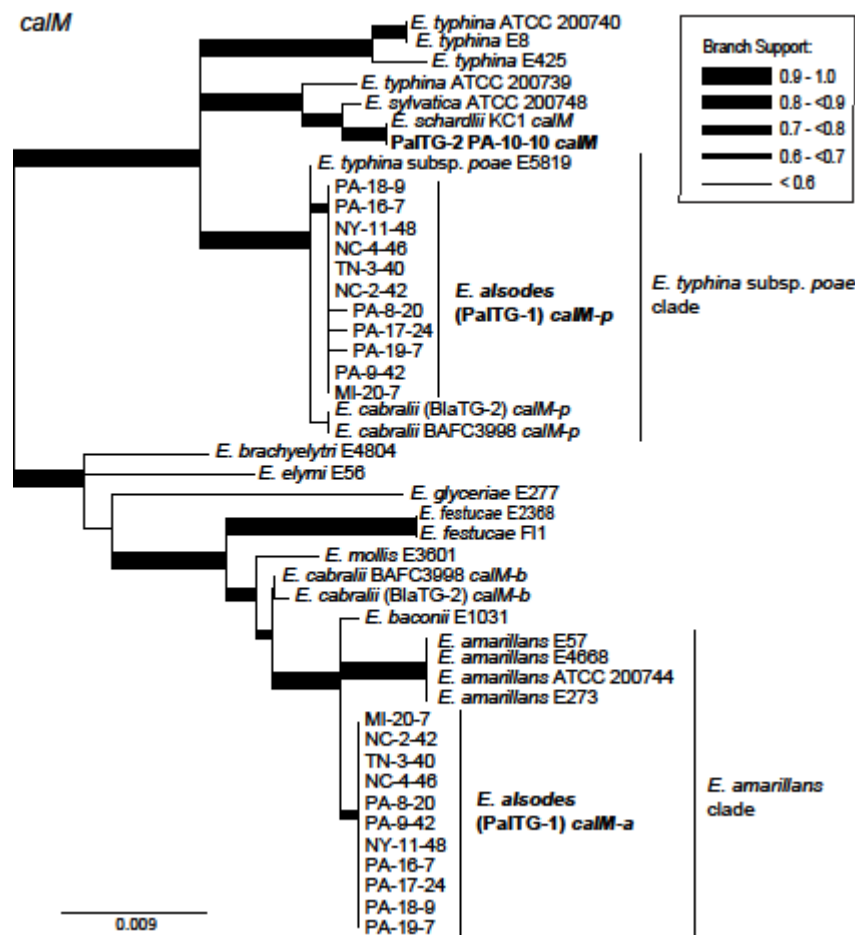 calM
E. typhina ATCC 200740
E. typhina E8
E. typhina E425
E. typhina ATCC 200739
E. sylvatica ATCC 200748
E. schardlii KC1 calM
PalTG-2 PA-10-10 calM
E. typhina subsp. poae E5819
PA-18-9
PA-16-7
NY-11-48
NC-4-46
TN-3-40
NC-2-42
PA-8-20
PA-17-24
PA-19-7
PA-9-42
MI-20-7
E. alsodes
(PalTG-1) calM-p
E. cabralii (BlaTG-2) calM-p
E. cabralii BAFC3998 calM-p
E. typhina subsp. poae
clade
E. brachyelytri E4804
E. elymi E56
E. glyceriae E277
E. festucae E2368
E. festucae Fl1
E. mollis E3601
E. cabralii BAFC3998 calM-b
E. cabralii (BlaTG-2) calM-b
E. baconii E1031
E. amarillans E57
E. amarillans E4668
E. amarillans ATCC 200744
E. amarillans E273
MI-20-7
NC-2-42
TN-3-40
NC-4-46
PA-8-20
PA-9-42
NY-11-48
PA-16-7
PA-17-24
PA-18-9
PA-19-7
E. alsodes
(PalTG-1) calM-a
E. amarillans
clade
0.009
Branch Support:
0.9 - 1.0
0.8 - <0.9
0.7 - <0.8
0.6 - <0.7
< 0.6